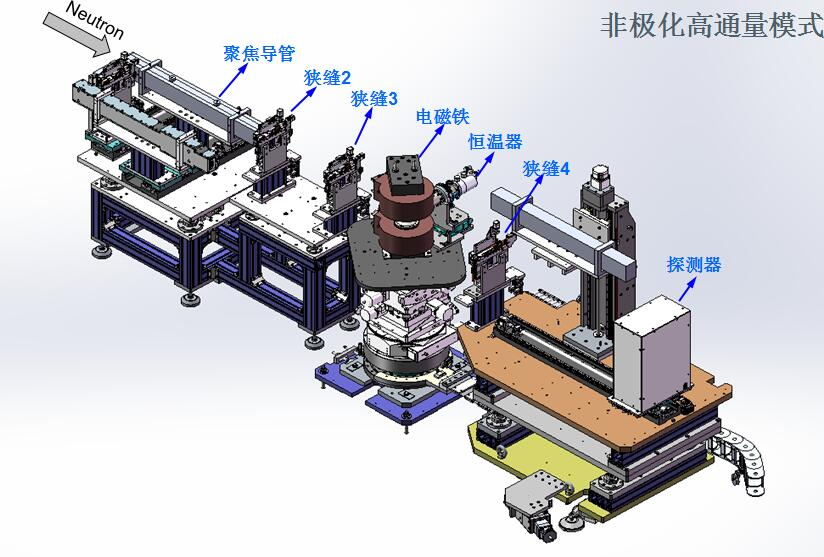 Neutron
非极化高通量模式
聚焦导管
狭缝2
狭缝3
电磁铁
恒温器
狭缝4
探测器